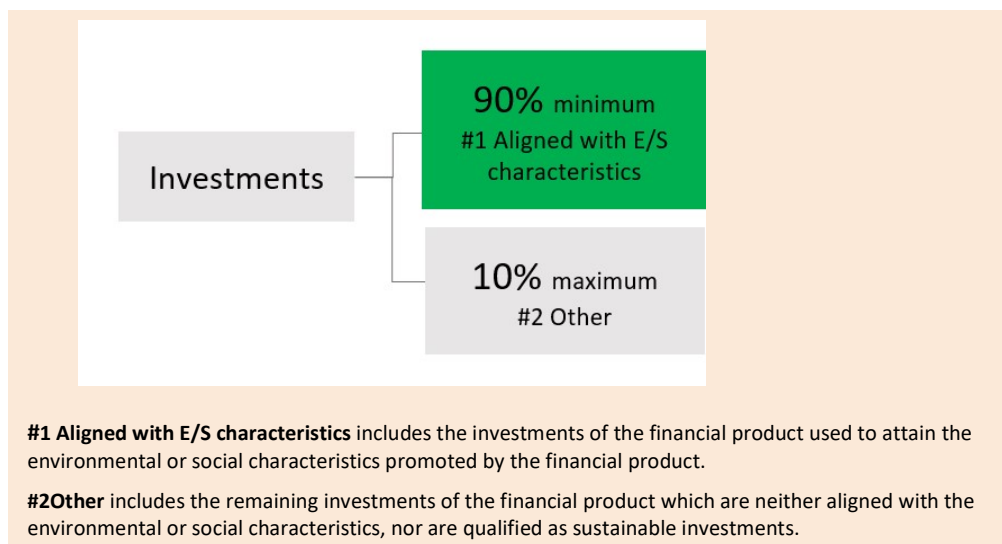 Investments
90% minimum
#1 Aligned with E/S
characteristics
10% maximum
#2 Other
#1 Aligned with E/S characteristics includes the investments of the financial product used to attain the
environmental or social characteristics promoted by the financial product.
#2Other includes the remaining investments of the financial product which are neither aligned with the
environmental or social characteristics, nor are qualified as sustainable investments.